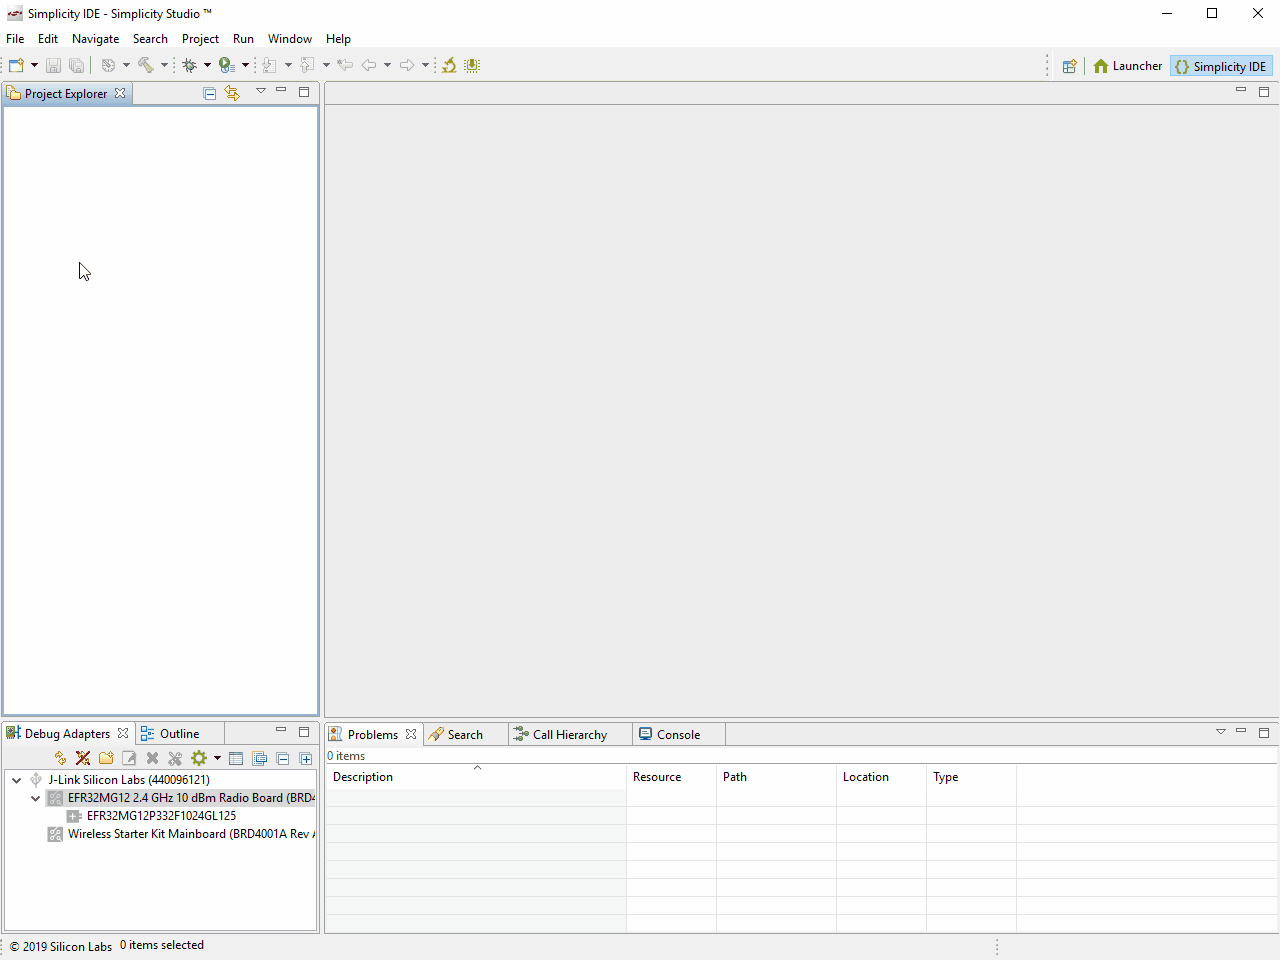 Simplicity IDE - Simplicity Studio ™
File Edit Navigate Search Project Run Window Help
Launcher Simplicity IDE
Project Explorer
Debug Adapters Outline
J-Link Silicon Labs (440096121)
EFR32MG12 2.4 GHz 10 dBm Radio Board (BRD4
EFR32MG12P332F1024GL125
Wireless Starter Kit Mainboard (BRD4001A Rev A
Problems Search Call Hierarchy Console
0 items
Description Resource Path Location Type
© 2019 Silicon Labs 0 items selected